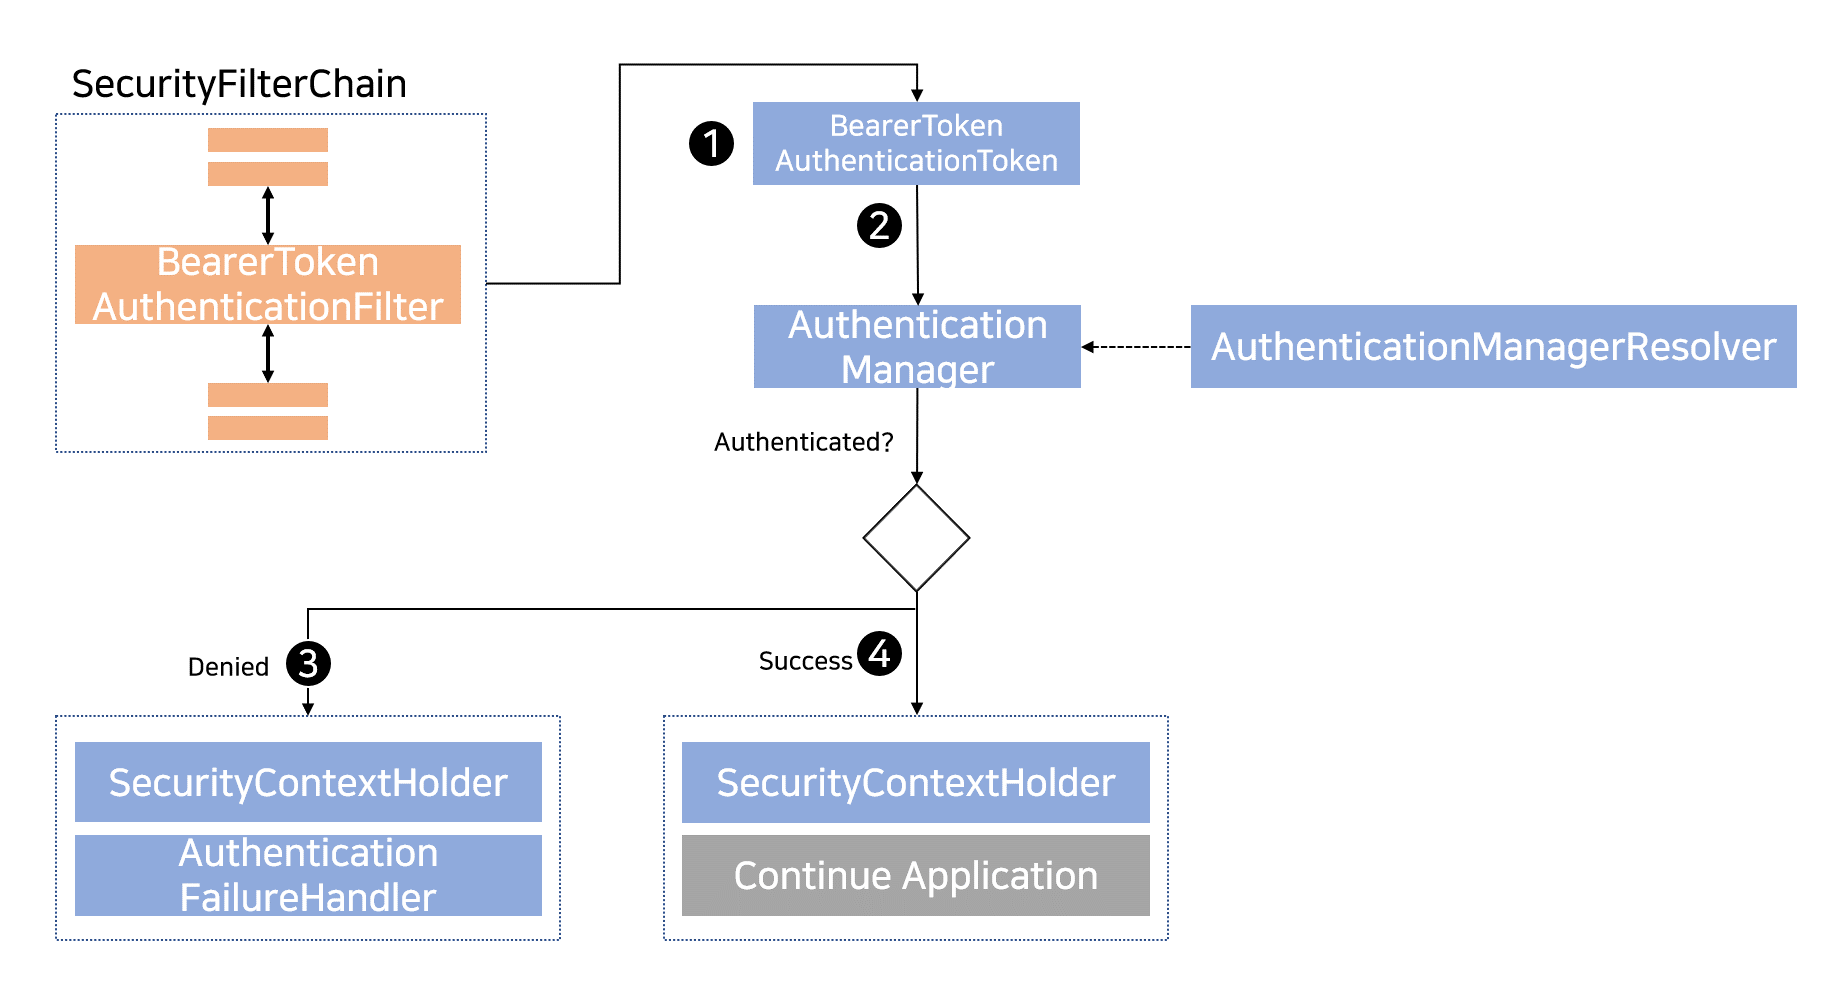 SecurityFilterChain
BearerToken
AuthenticationFilter
1
BearerToken
AuthenticationToken
2
Authentication
Manager
AuthenticationManagerResolver
Authenticated?
Denied
3
Success
4
SecurityContextHolder
Authentication
FailureHandler
SecurityContextHolder
Continue Application